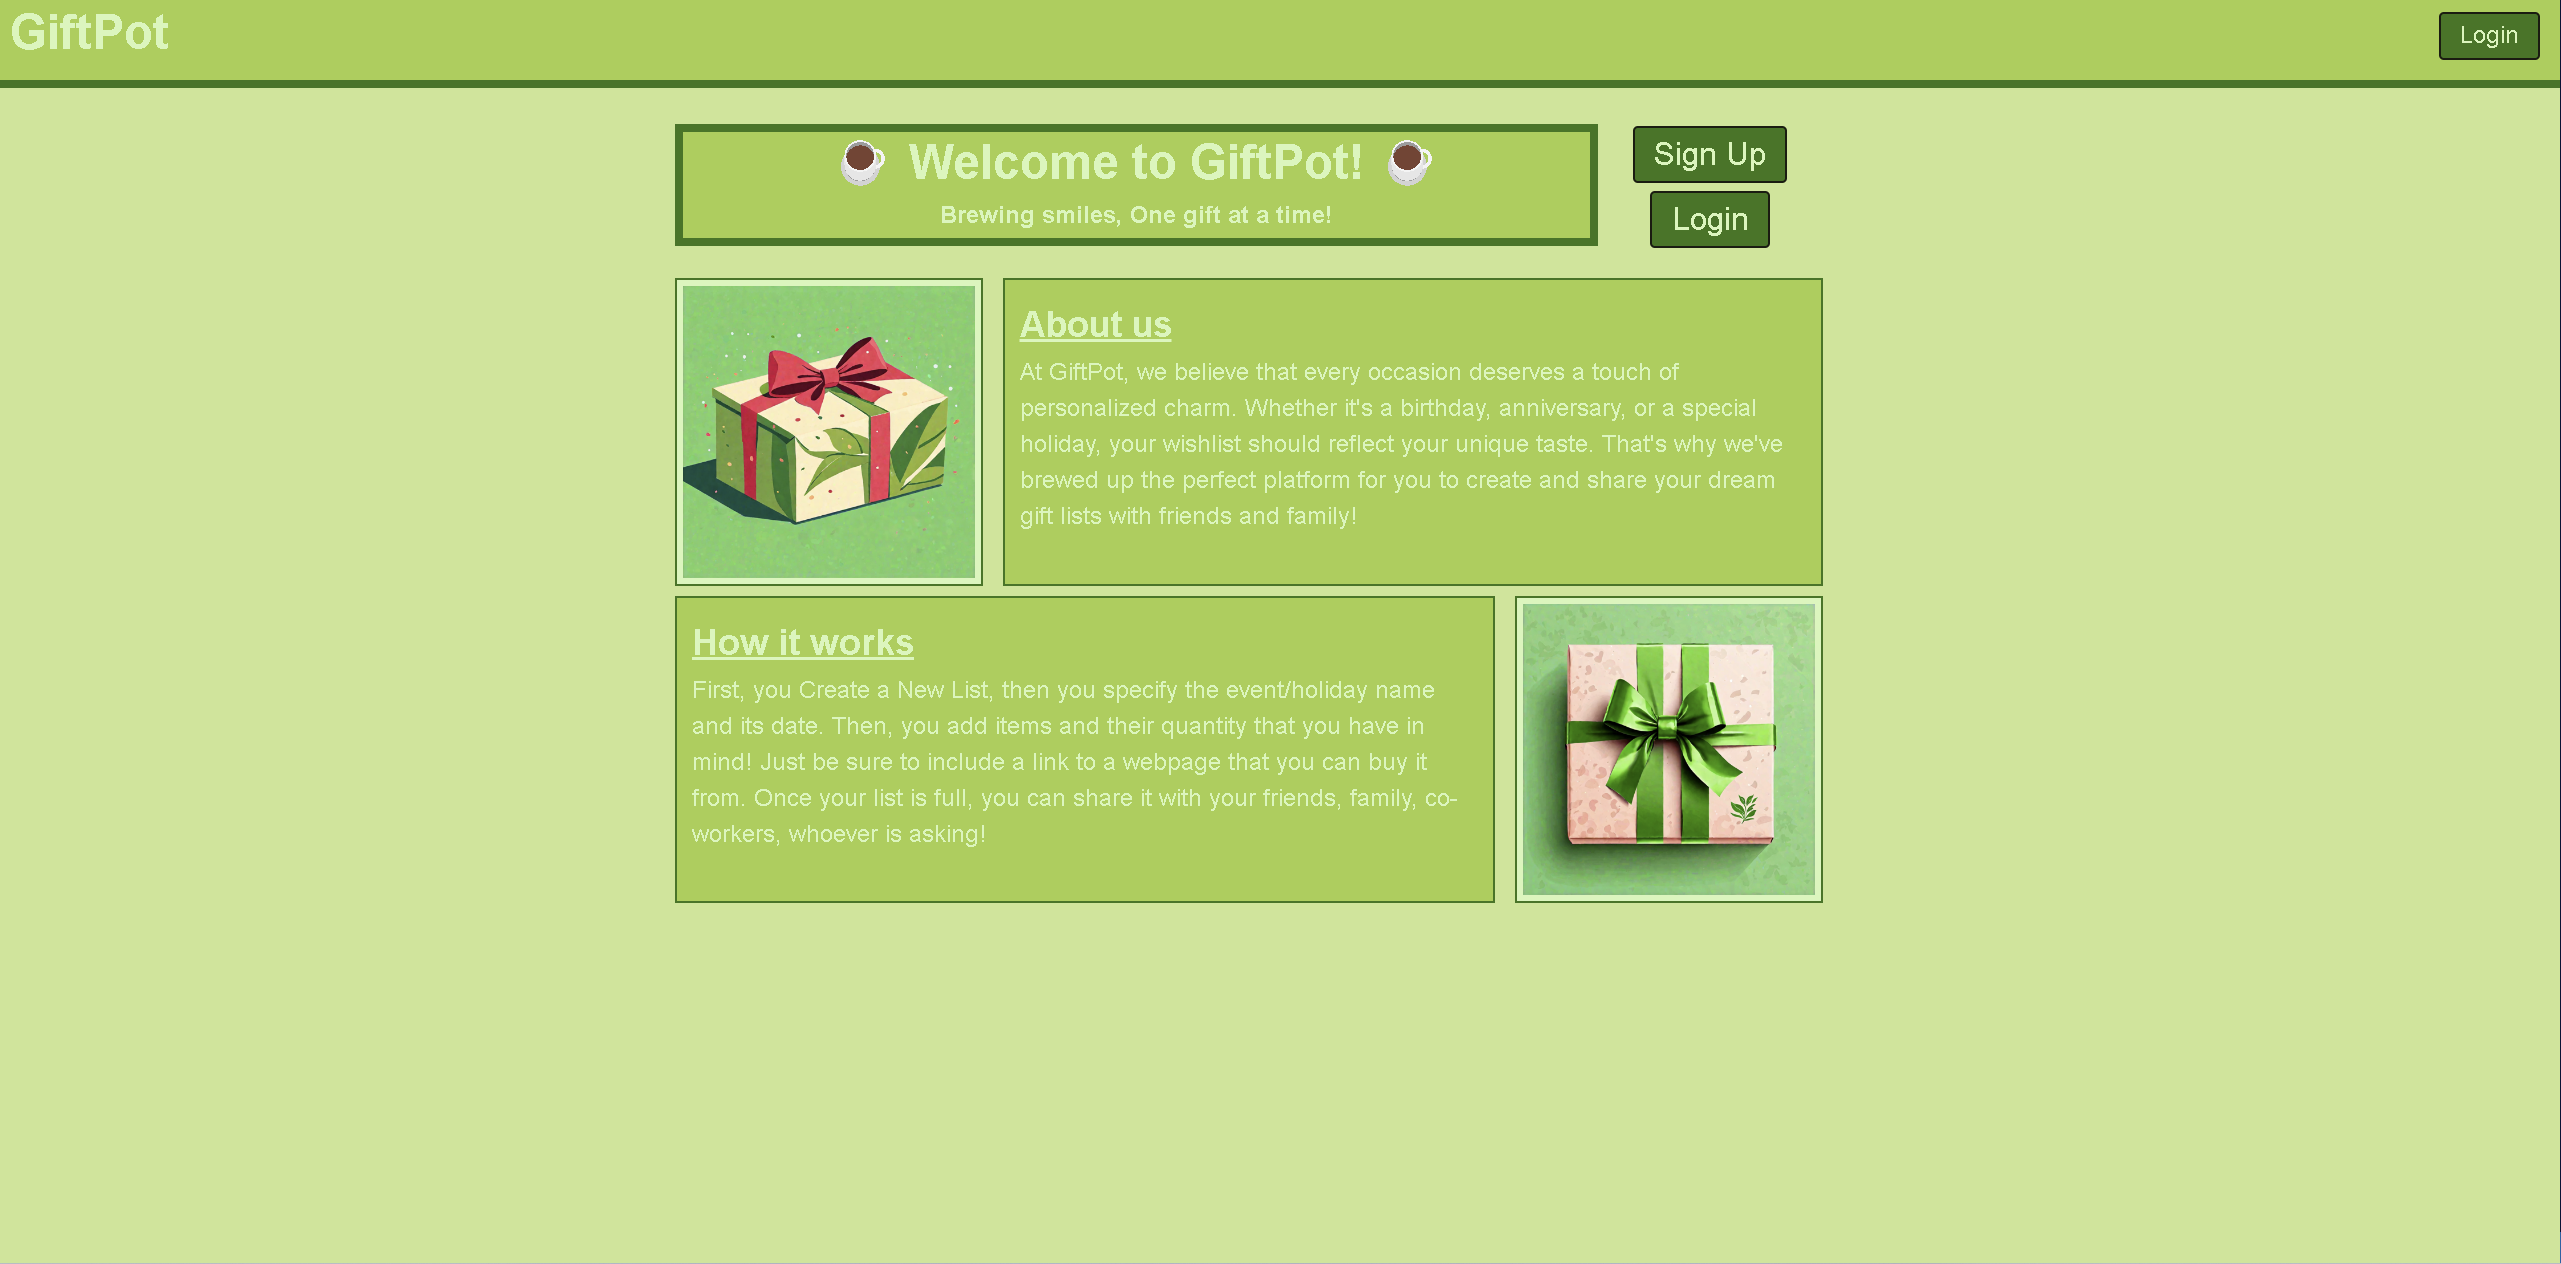 GiftPot
Login
Welcome to GiftPot!
Brewing smiles, One gift at a time!
Sign Up
Login
About us
At GiftPot, we believe that every occasion deserves a touch of
personalized charm. Whether it's a birthday, anniversary, or a special
holiday, your wishlist should reflect your unique taste. That's why we've
brewed up the perfect platform for you to create and share your dream
gift lists with friends and family!
How it works
First, you Create a New List, then you specify the event/holiday name
and its date. Then, you add items and their quantity that you have in
mind! Just be sure to include a link to a webpage that you can buy it
from. Once your list is full, you can share it with your friends, family, co-
workers, whoever is asking!